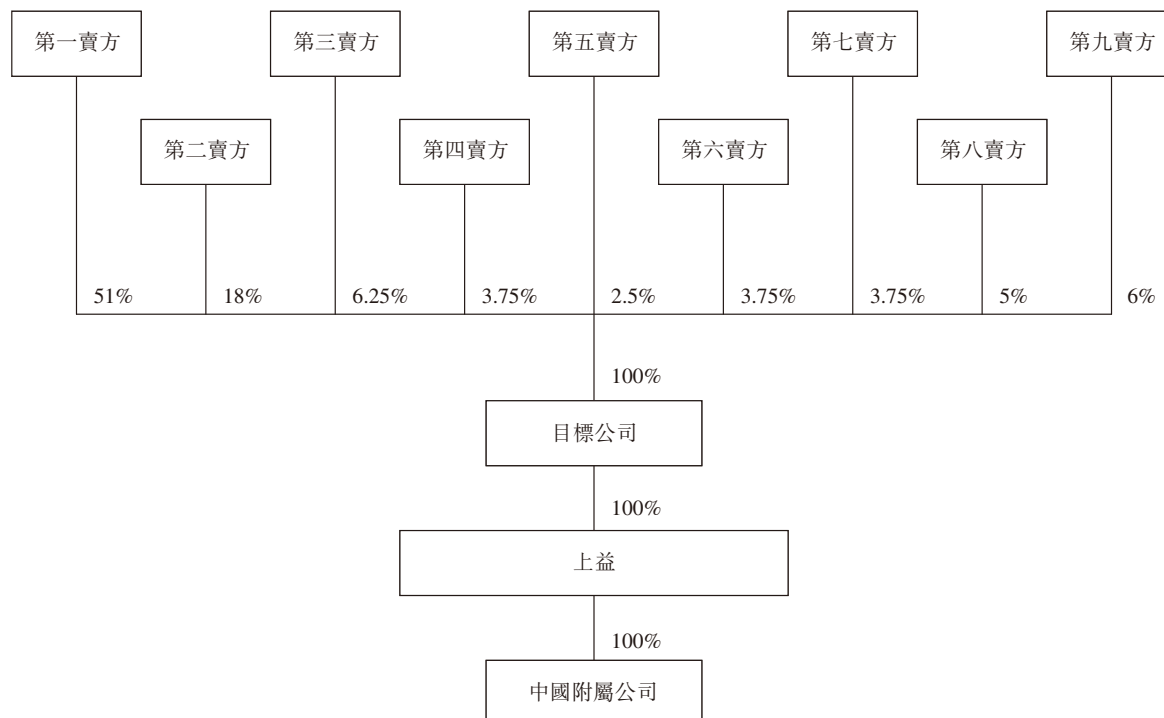 第一賣方
第三賣方
第五賣方
第七賣方
第九賣方
第二賣方
第四賣方
第六賣方
第八賣方
51%
18%
6.25%
3.75%
2.5%
3.75%
3.75%
5%
6%
100%
目標公司
100%
上益
100%
中國附屬公司